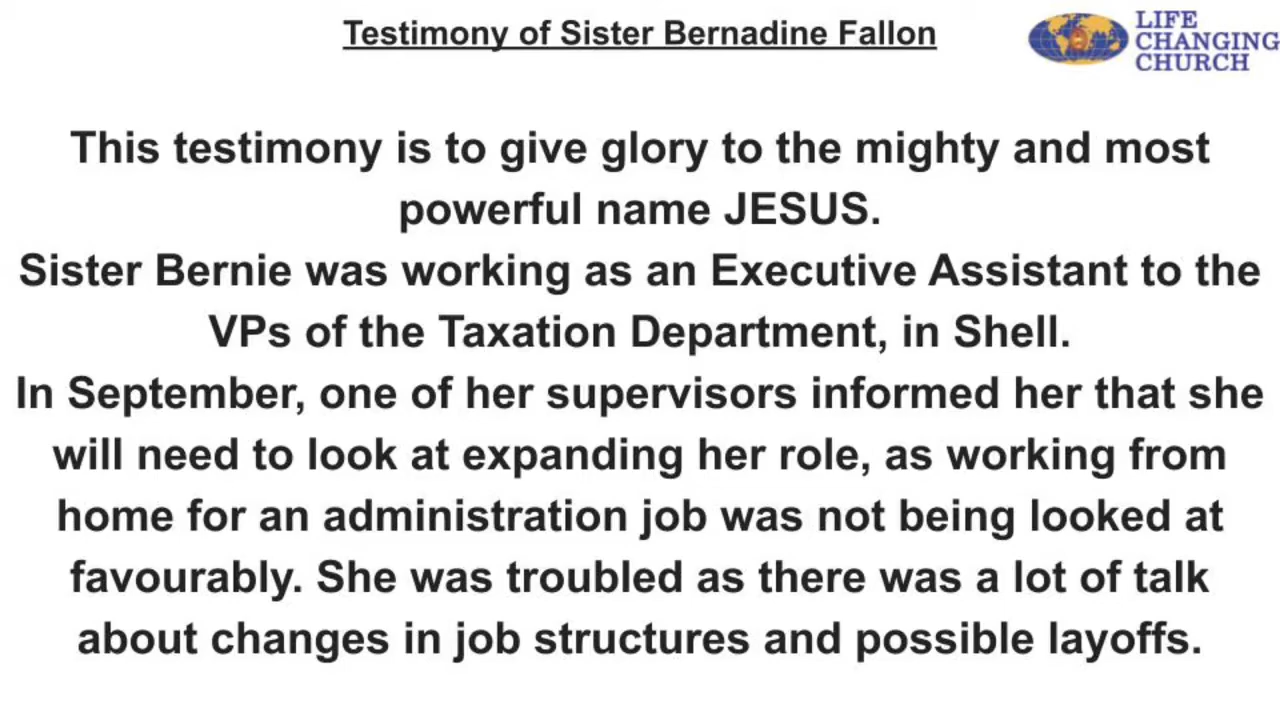 Testimony of Sister Bernadine Fallon
LIFE
CHANGING
CHURCH
This testimony is to give glory to the mighty and most
powerful name JESUS.
Sister Bernie was working as an Executive Assistant to the
VPs of the Taxation Department, in Shell.
In September, one of her supervisors informed her that she
will need to look at expanding her role, as working from
home for an administration job was not being looked at
favourably. She was troubled as there was a lot of talk
about changes in job structures and possible layoffs.